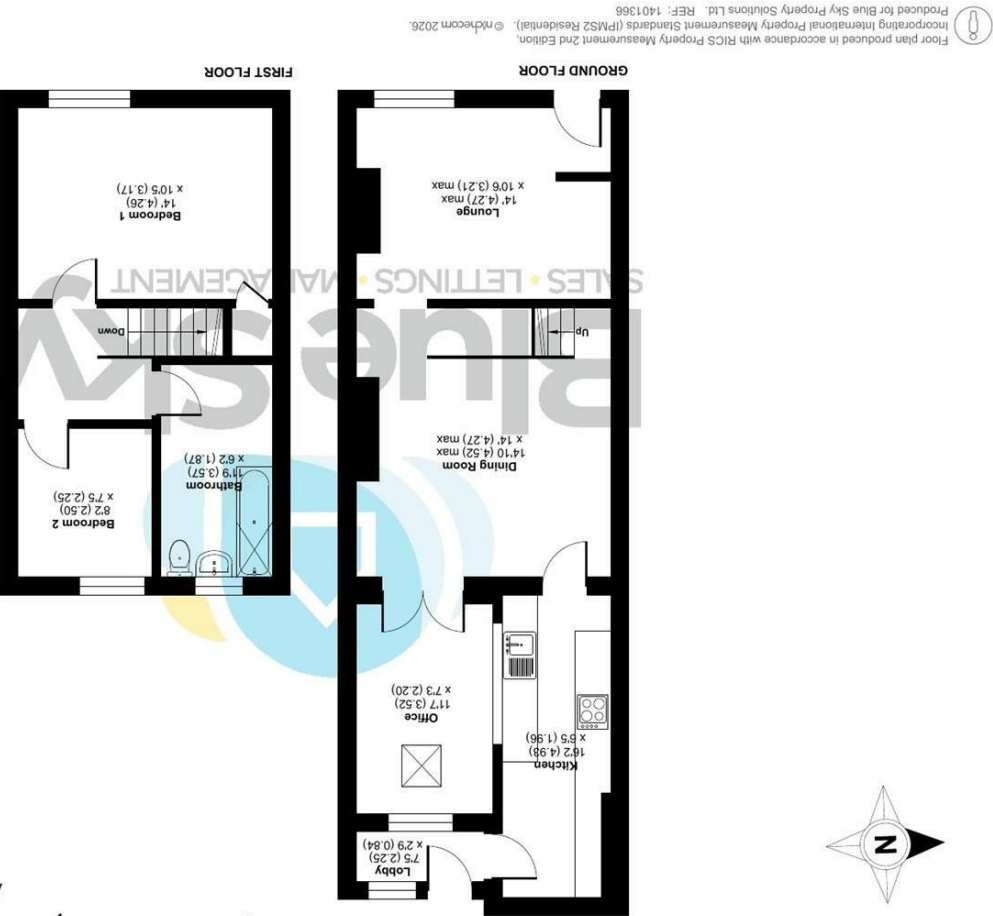 Lobby
7'5 (2.25)
x 2'9 (0.84)
Kitchen
16'2 (4.93)
x 6'5 (1.96)
Office
11'7 (3.52)
x 7'3 (2.20)
Dining Room
14'10 (4.52) max
x 14' (4.27) max
Up
Lounge
14' (4.27) max
x 10'6 (3.21) max
GROUND FLOOR
Bedroom 2
8'2 (2.50)
x 7'5 (2.25)
Bathroom
11'9 (3.57)
x 6'2 (1.87)
Down
Bedroom 1
14' (4.26)
x 10'5 (3.17)
FIRST FLOOR
N
BlueSky
SALES • LETTINGS • MANAGEMENT
Floor plan produced in accordance with RICS Property Measurement 2nd Edition,
Incorporating International Property Measurement Standards (IPMS2 Residential). © nichecom 2026.
Produced for Blue Sky Property Solutions Ltd. REF: 1401366